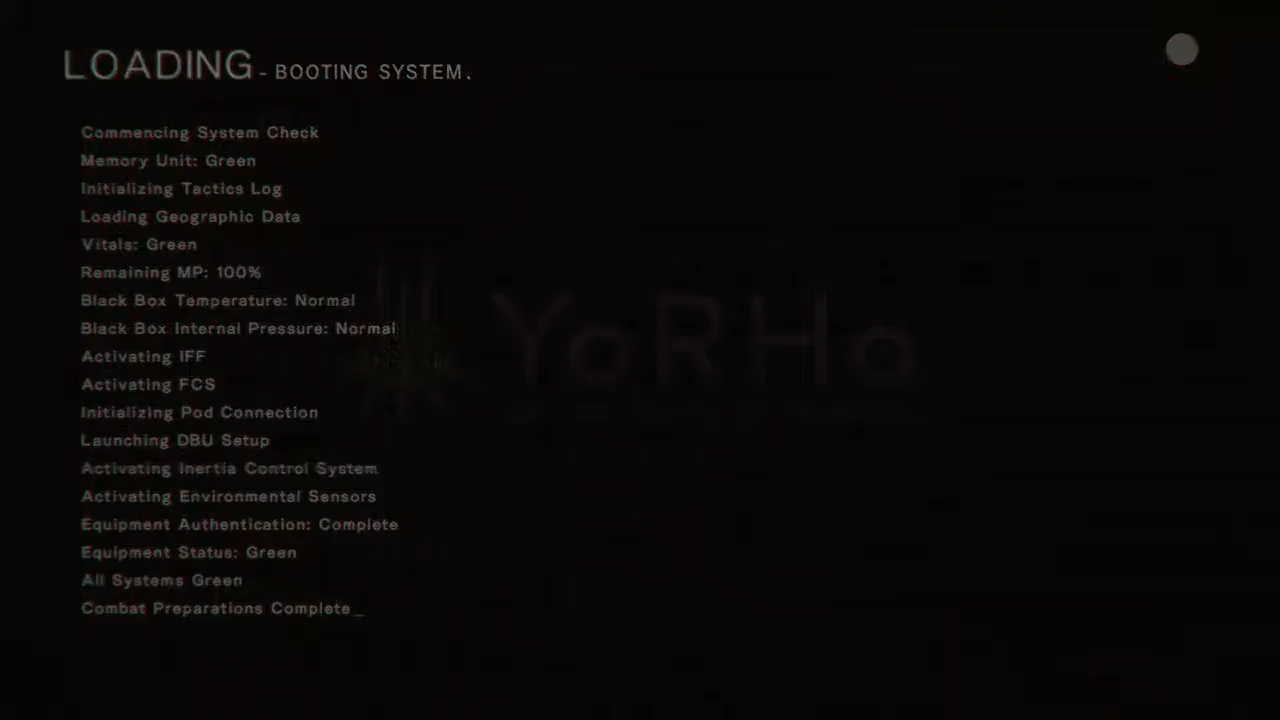 LOADING - BOOTING SYSTEM.
Commencing System Check
Memory Unit: Green
Initializing Tactics Log
Loading Geographic Data
Vitals: Green
Remaining MP: 100%
Black Box Temperature: Normal
Black Box Internal Pressure: Normal
Activating IFF
Activating FCS
Initializing Pod Connection
Launching DBU Setup
Activating Inertia Control System
Activating Environmental Sensors
Equipment Authentication: Complete
Equipment Status: Green
All Systems Green
Combat Preparations Complete_
YoRHa